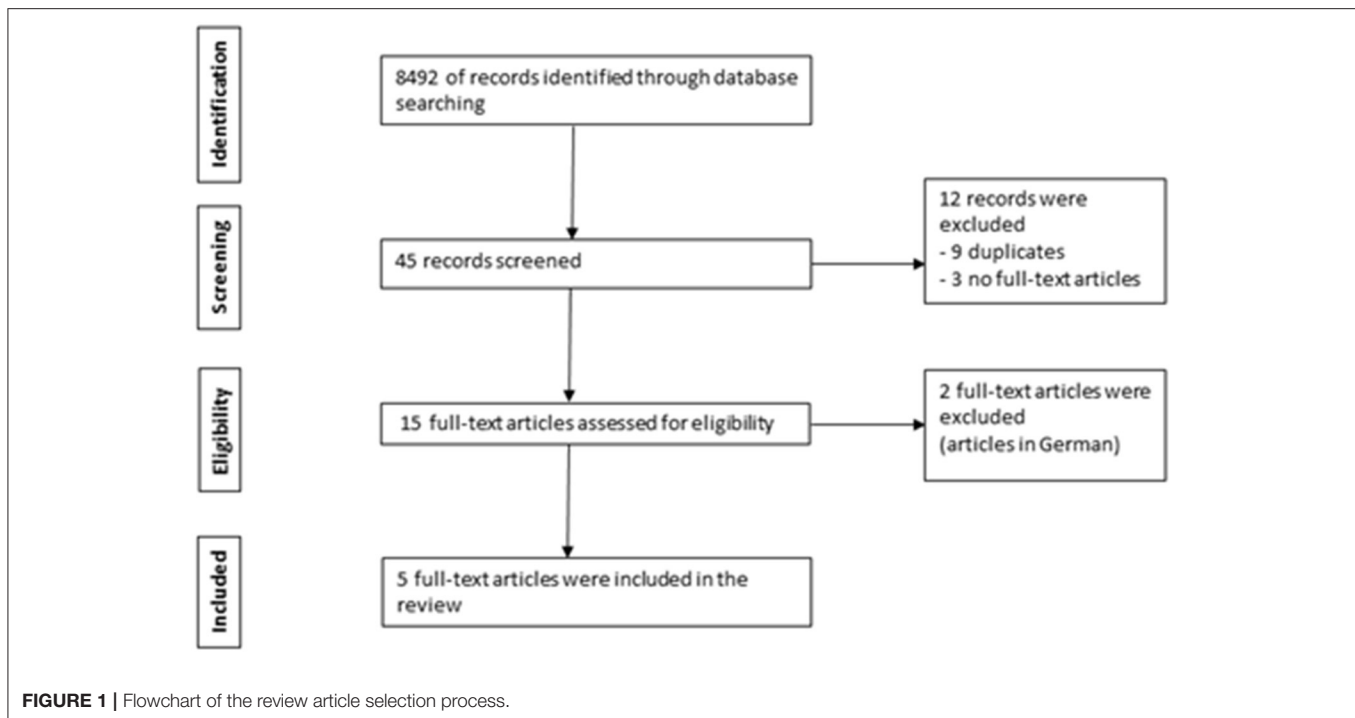 Identification
8492 of records identified through database
searching
Screening
45 records screened
12 records were
excluded
- 9 duplicates
- 3 no full-text articles
Eligibility
15 full-text articles assessed for eligibility
2 full-text articles were
excluded
(articles in German)
Included
5 full-text articles were included in the
review
FIGURE 1 | Flowchart of the review article selection process.